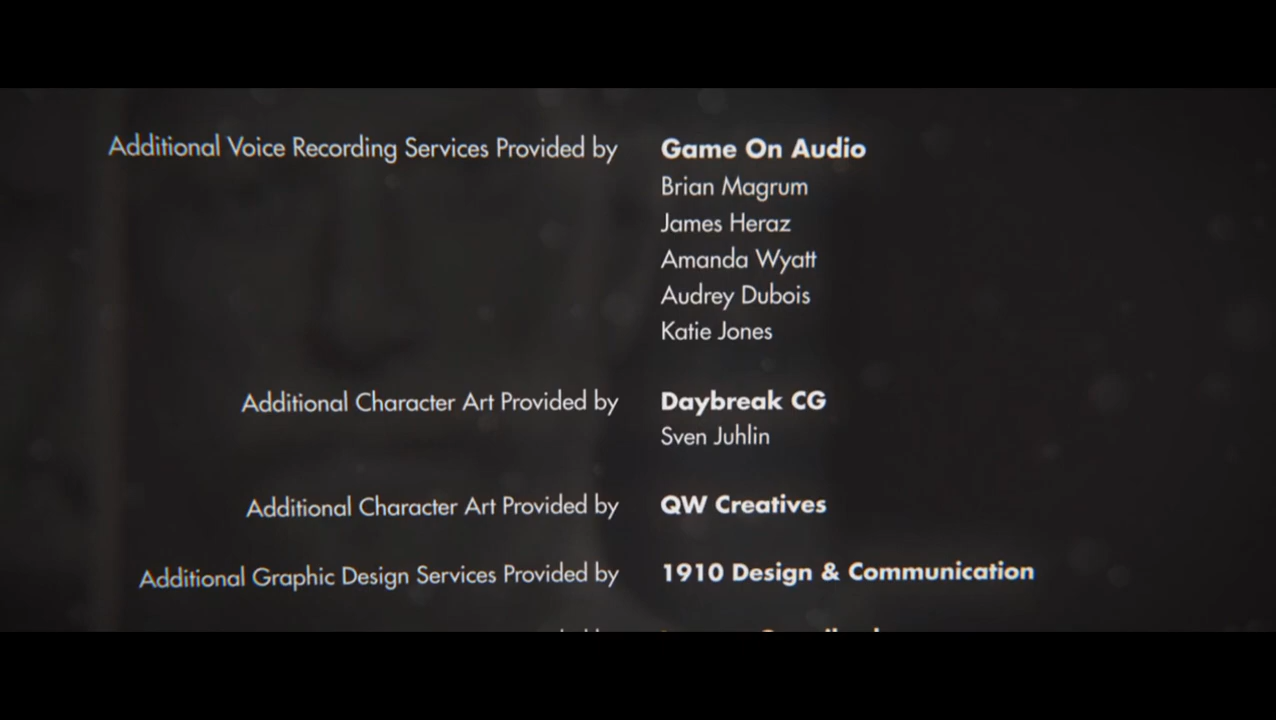 Additional Voice Recording Services Provided by Game On Audio
Brian Magrum
James Heraz
Amanda Wyatt
Audrey Dubois
Katie Jones
Additional Character Art Provided by Daybreak CG
Sven Juhlin
Additional Character Art Provided by QW Creatives
Additional Graphic Design Services Provided by 1910 Design & Communication